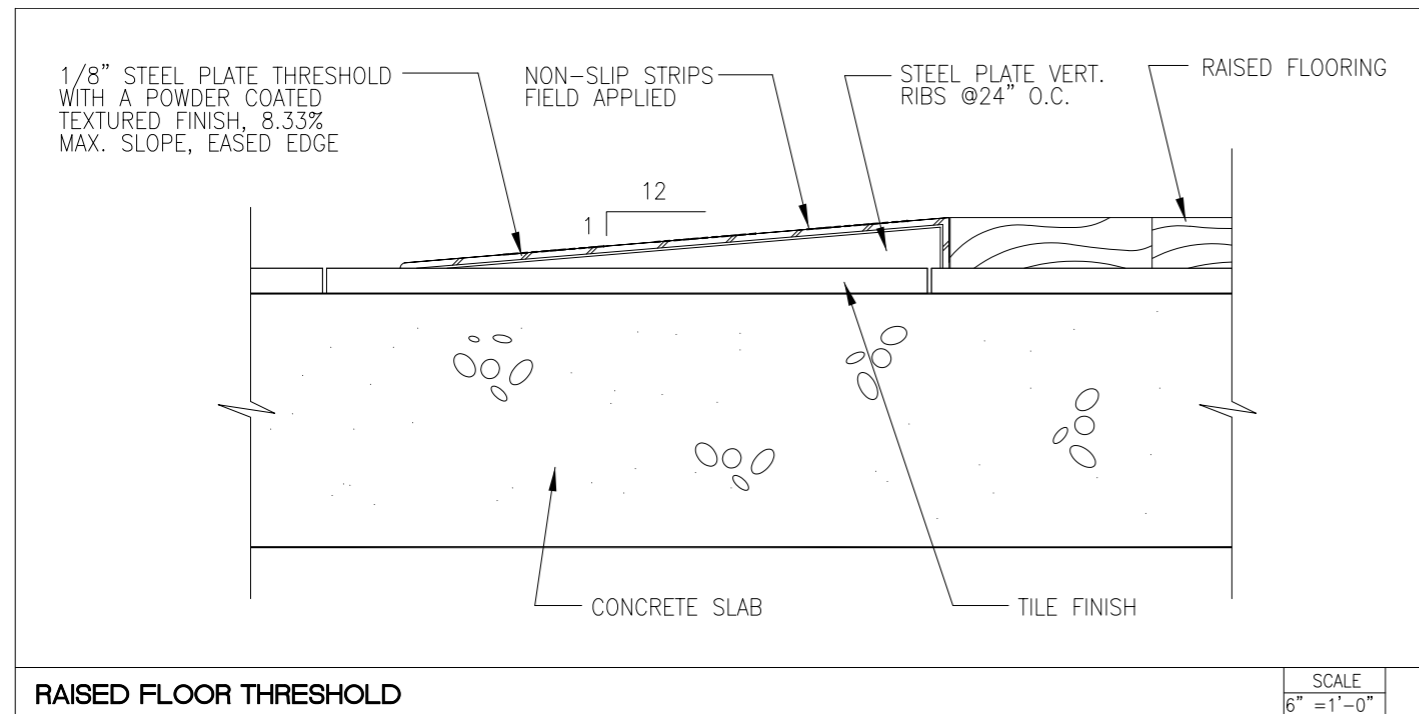 1/8" STEEL PLATE THRESHOLD
WITH A POWDER COATED
TEXTURED FINISH, 8.33%
MAX. SLOPE, EASED EDGE
NON-SLIP STRIPS
FIELD APPLIED
STEEL PLATE VERT.
RIBS @24" O.C.
RAISED FLOORING
12
1
CONCRETE SLAB
TILE FINISH
RAISED FLOOR THRESHOLD
SCALE
6" =1'-0"